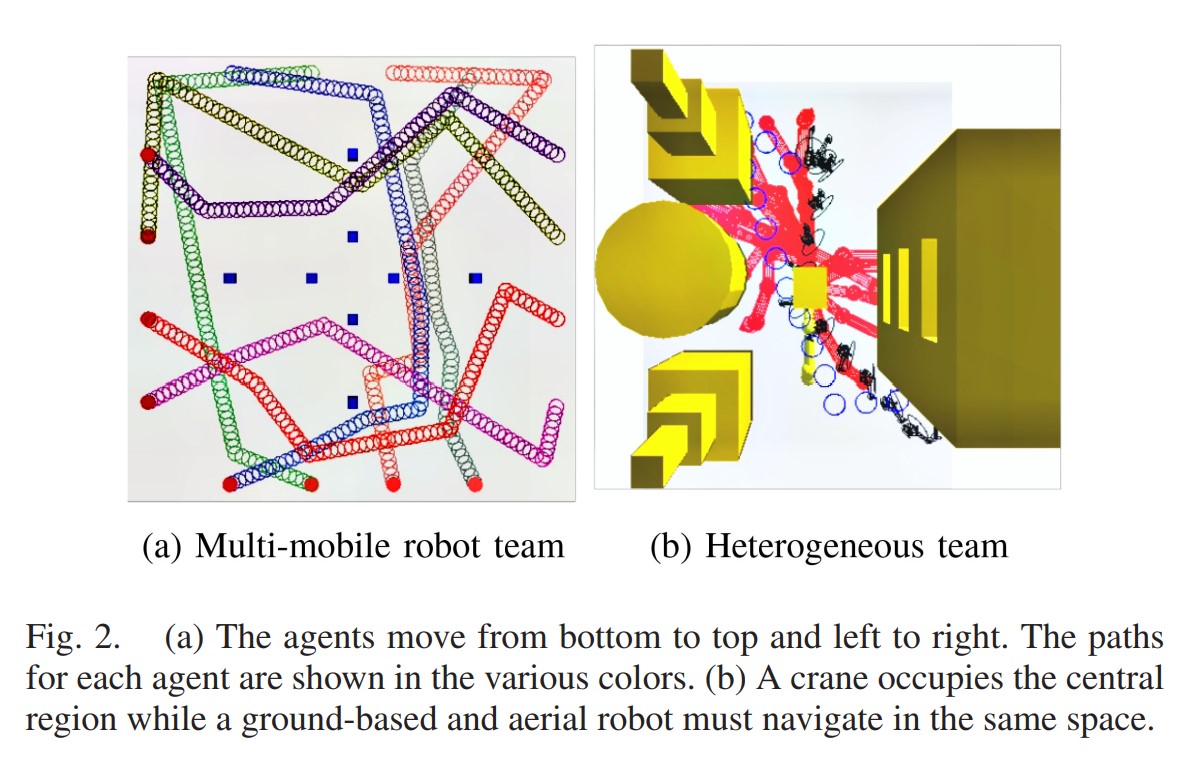 (a) Multi-mobile robot team
(b) Heterogeneous team
Fig. 2. (a) The agents move from bottom to top and left to right. The paths
for each agent are shown in the various colors. (b) A crane occupies the central
region while a ground-based and aerial robot must navigate in the same space.